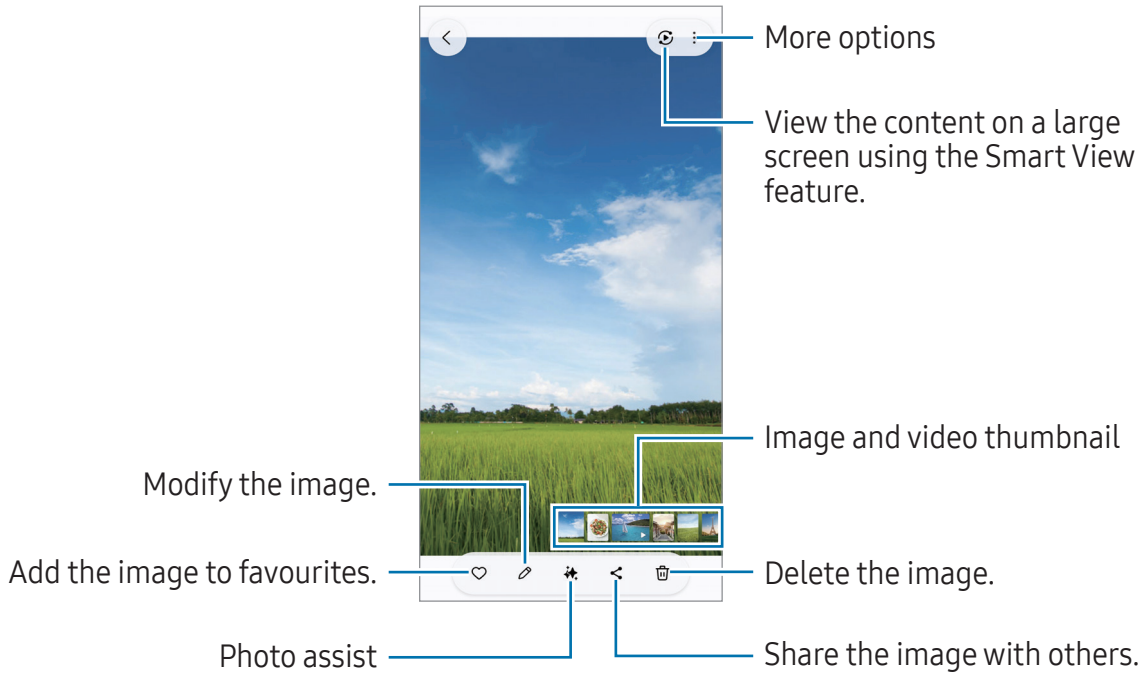 More options
View the content on a large
screen using the Smart View
feature.
Image and video thumbnail
Modify the image.
Add the image to favourites.
Delete the image.
Photo assist
Share the image with others.